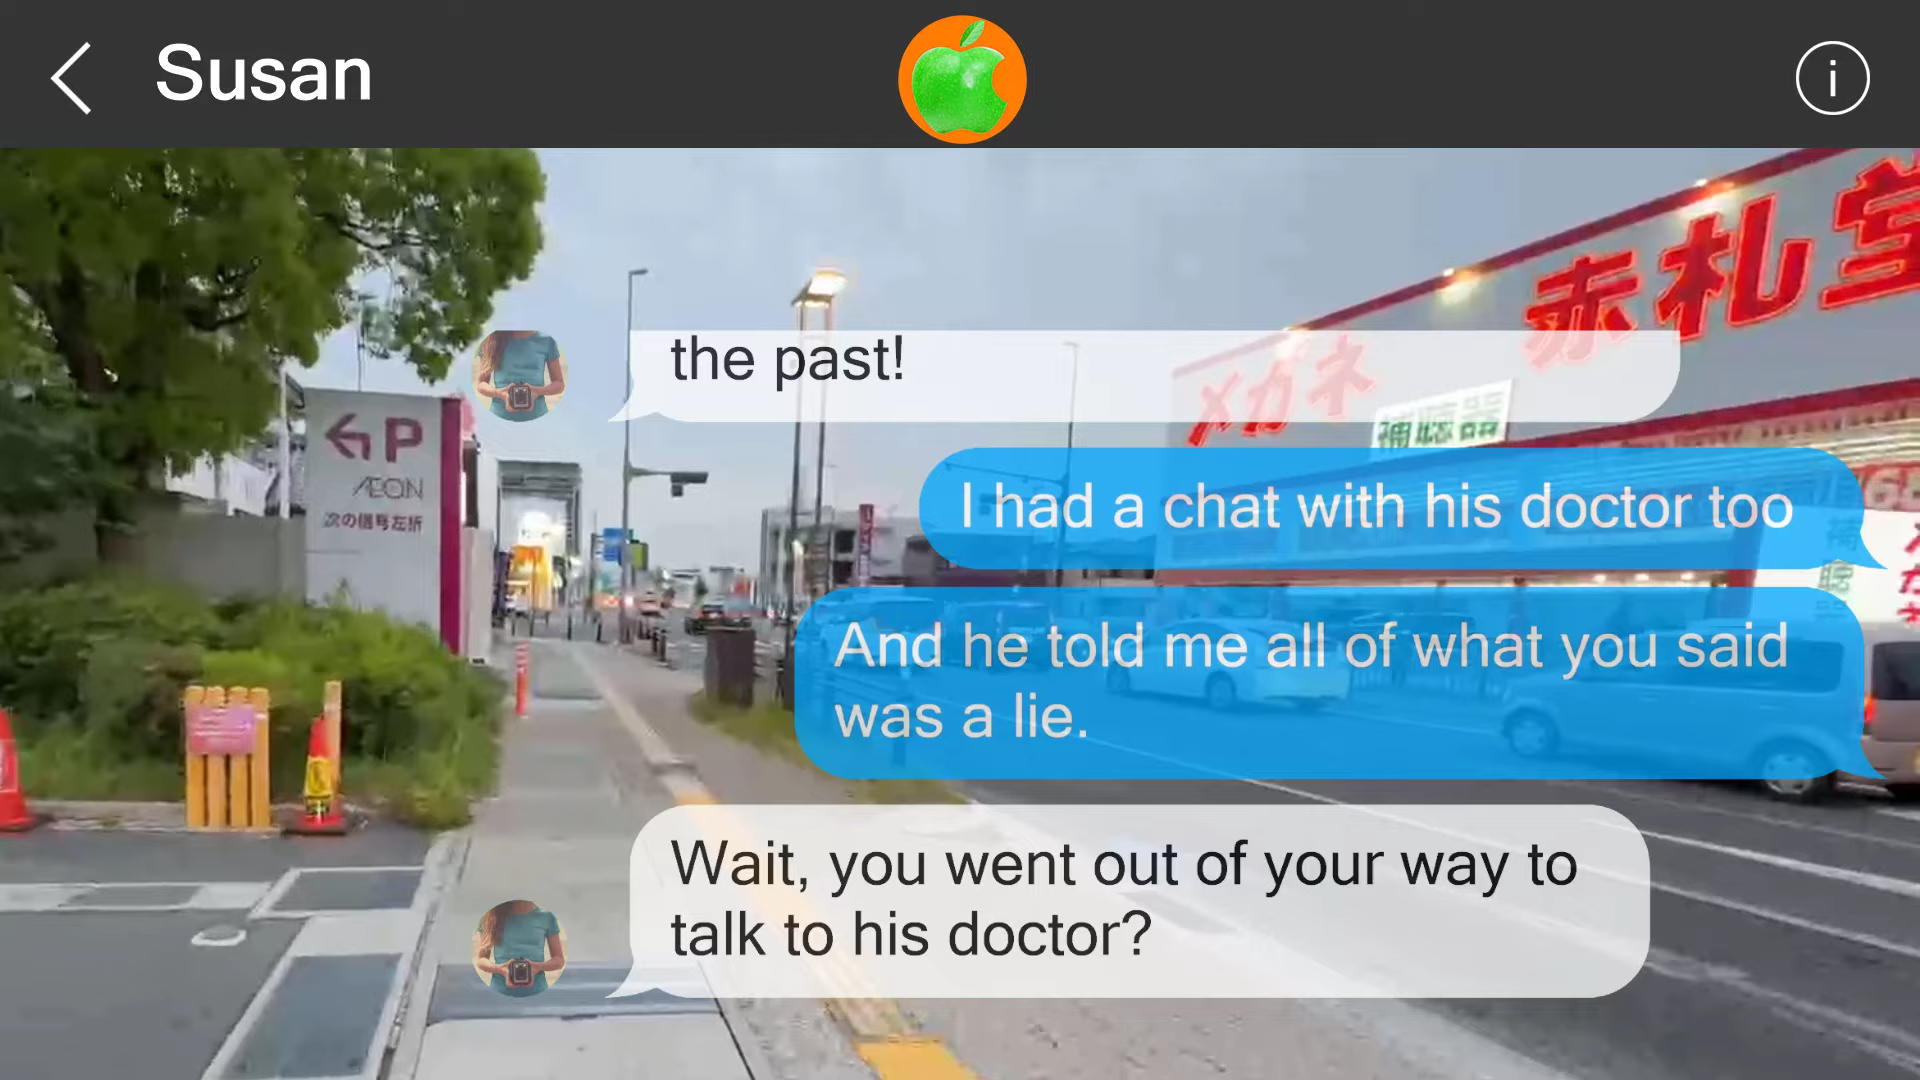 Susan
the past!
赤札堂
メガネ
補聴器
P
ÆON
次の信号左折
I had a chat with his doctor too
And he told me all of what you said
was a lie.
Wait, you went out of your way to
talk to his doctor?